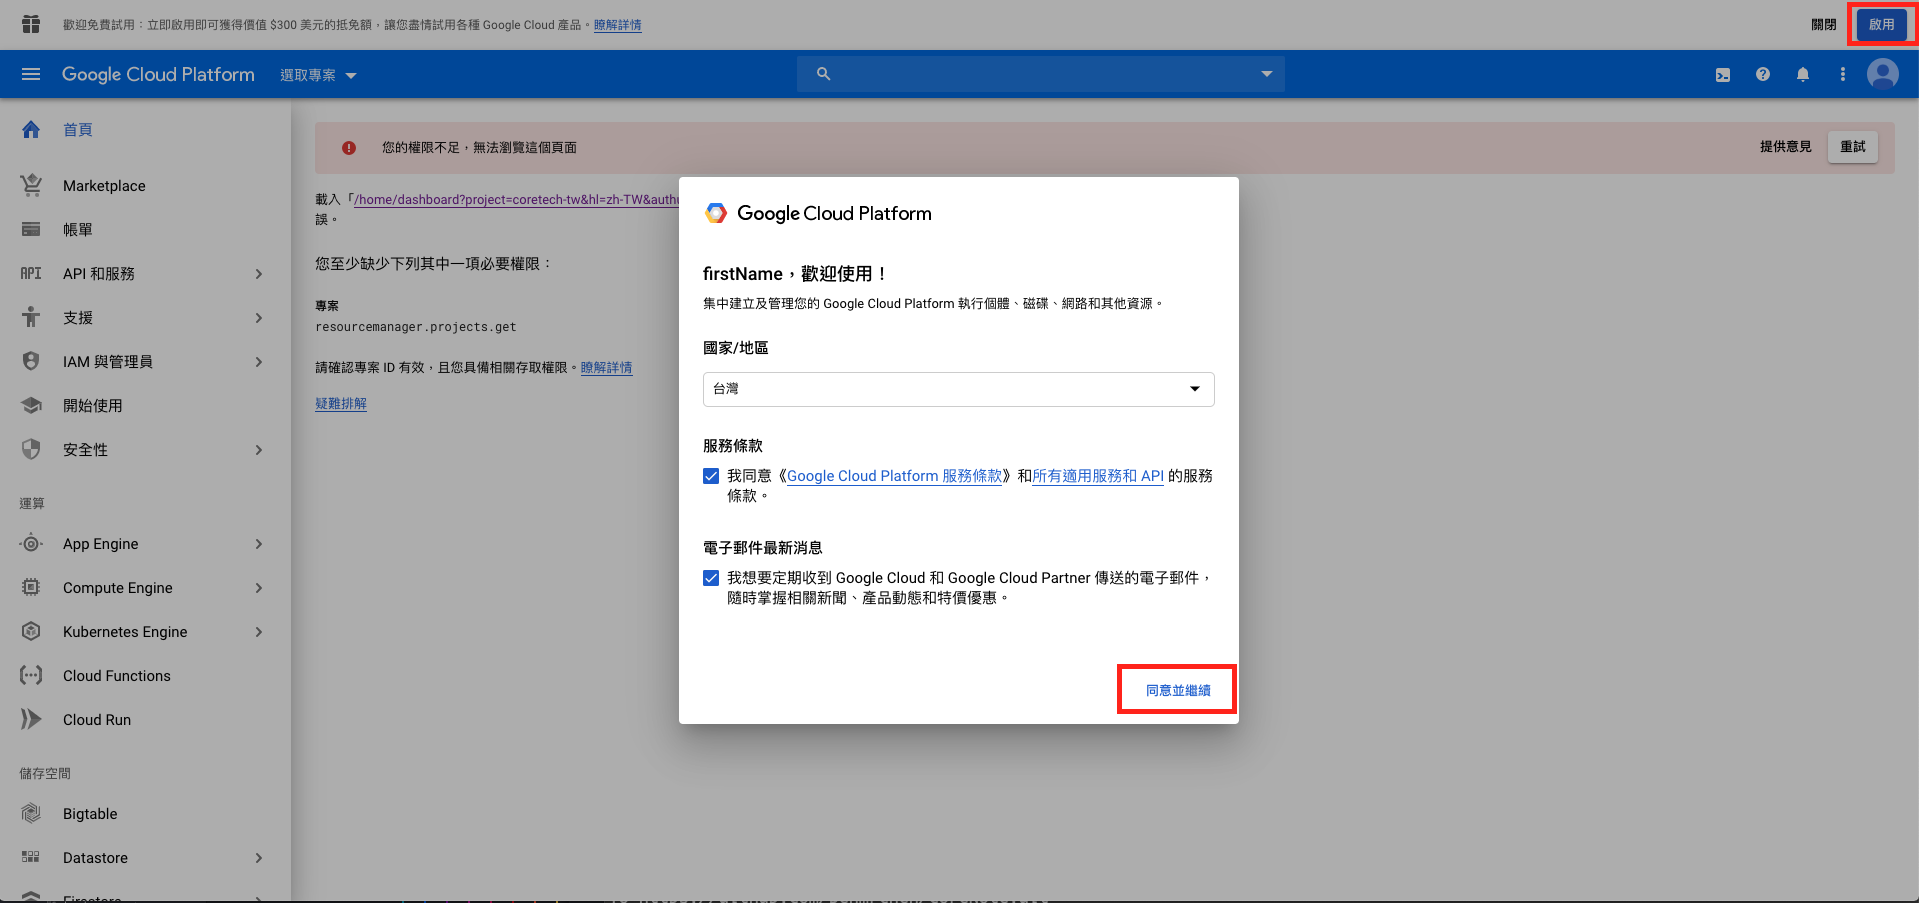 歡迎免費試用：立即啟用即可獲得價值 $300 美元的抵免額，讓您盡情試用各種 Google Cloud 產品。瞭解詳情
關閉
啟用
Google Cloud Platform
選取專案
首頁
Marketplace
帳單
API 和服務
支援
IAM 與管理員
開始使用
安全性
運算
App Engine
Compute Engine
Kubernetes Engine
Cloud Functions
Cloud Run
儲存空間
Bigtable
Datastore
您的權限不足，無法瀏覽這個頁面
提供意見
重試
載入「/home/dashboard?project=coretech-tw&hl=zh-TW&authu
誤。
您至少缺少下列其中一項必要權限：
專案
resourcemanager.projects.get
請確認專案 ID 有效，且您具備相關存取權限。瞭解詳情
疑難排解
Google Cloud Platform
firstName，歡迎使用！
集中建立及管理您的 Google Cloud Platform 執行個體、磁碟、網路和其他資源。
國家/地區
台灣
服務條款
我同意《Google Cloud Platform 服務條款》和所有適用服務和 API 的服務
條款。
電子郵件最新消息
我想要定期收到 Google Cloud 和 Google Cloud Partner 傳送的電子郵件，
隨時掌握相關新聞、產品動態和特價優惠。
同意並繼續